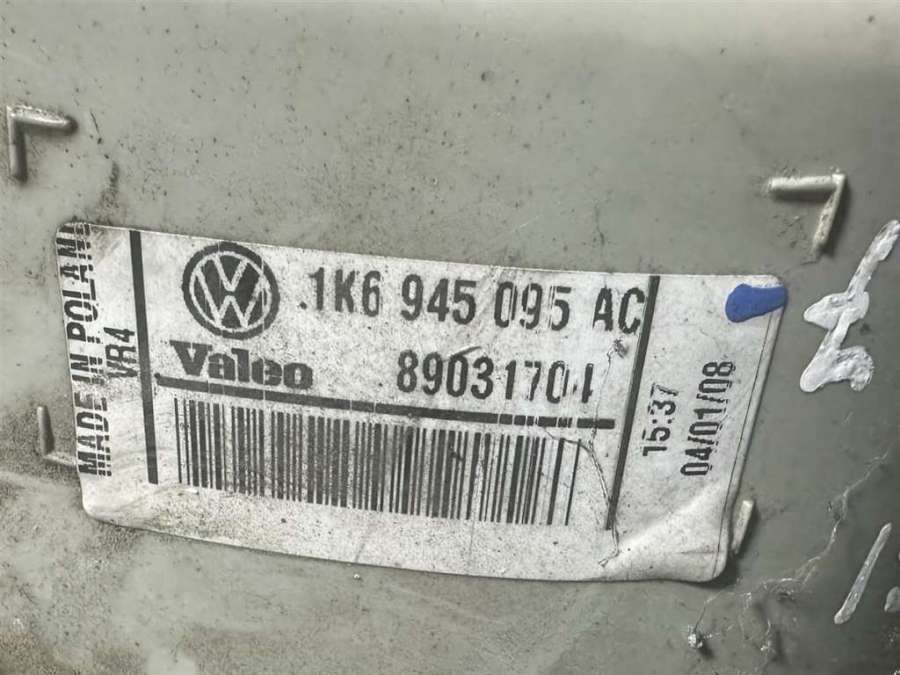 MADE IN POLAND
VR4
.1K6 945 095 AC
Valeo
89031704
15:37
04/01/08